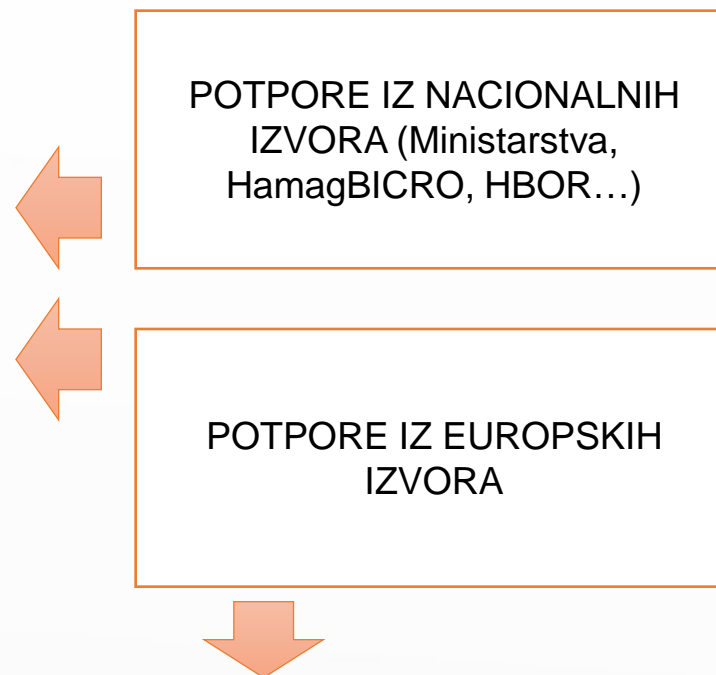 POTPORE IZ NACIONALNIH
IZVORA (Ministarstva,
HamagBICRO, HBOR…)
POTPORE IZ EUROPSKIH
IZVORA